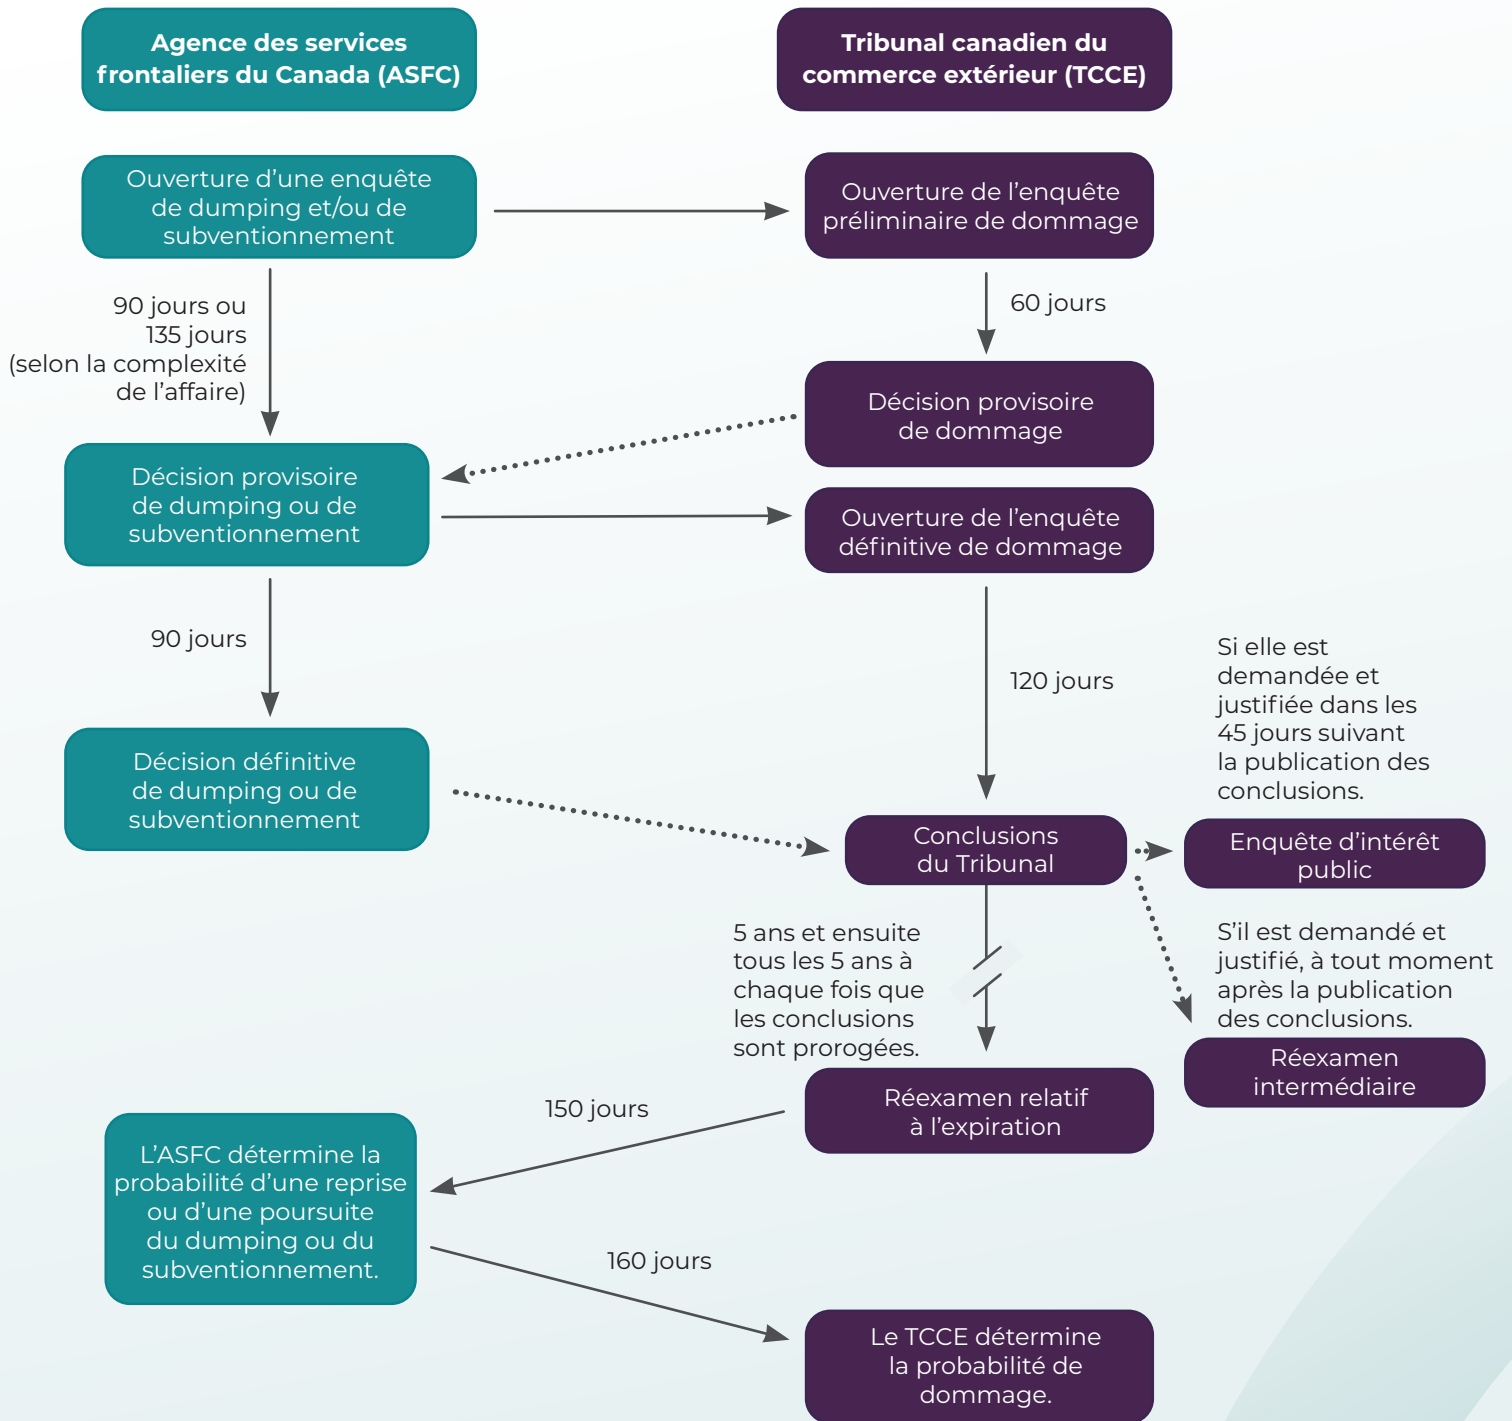 Agence des services
frontaliers du Canada (ASFC)
Tribunal canadien du
commerce extérieur (TCCE)
Ouverture d’une enquête
de dumping et/ou de
subventionnement
Ouverture de l’enquête
préliminaire de dommage
90 jours ou
135 jours
(selon la complexité
de l’affaire)
60 jours
Décision provisoire
de dommage
Décision provisoire
de dumping ou de
subventionnement
Ouverture de l’enquête
définitive de dommage
90 jours
120 jours
Si elle est
demandée et
justifiée dans les
45 jours suivant
la publication des
conclusions.
Décision définitive
de dumping ou de
subventionnement
Conclusions
du Tribunal
Enquête d’intérêt
public
5 ans et ensuite
tous les 5 ans à
chaque fois que
les conclusions
sont prorogées.
S’il est demandé et
justifié, à tout moment
après la publication
des conclusions.
Réexamen
intermédiaire
Réexamen relatif
à l’expiration
150 jours
L’ASFC détermine la
probabilité d’une reprise
ou d’une poursuite
du dumping ou du
subventionnement.
160 jours
Le TCCE détermine
la probabilité de
dommage.